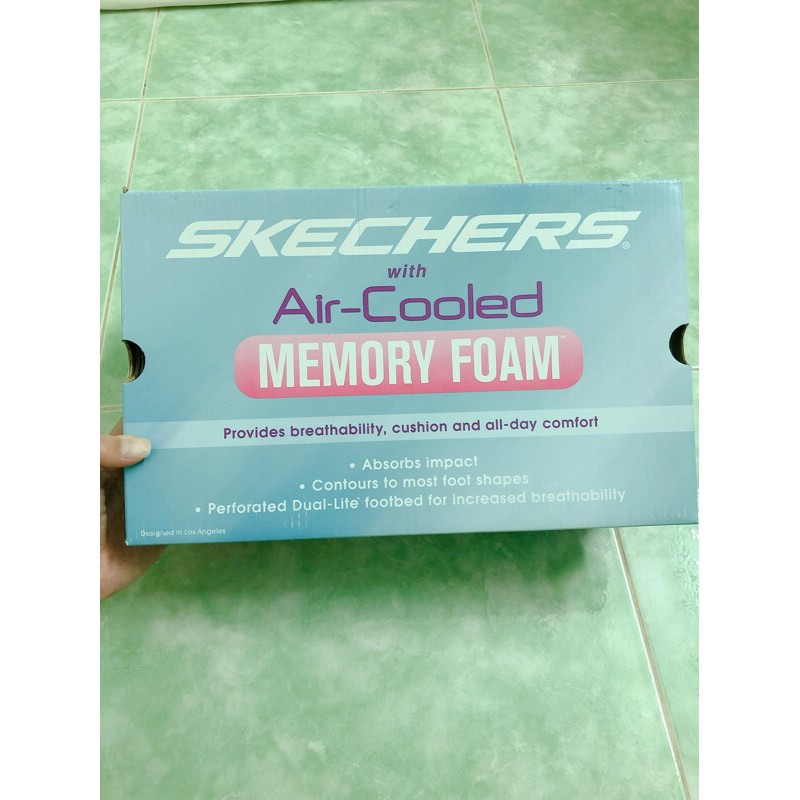 SKECHERS®
with
Air-Cooled
MEMORY FOAM™
Provides breathability, cushion and all-day comfort
• Absorbs impact
• Contours to most foot shapes
• Perforated Dual-Lite® footbed for increased breathability
Designed in Los Angeles